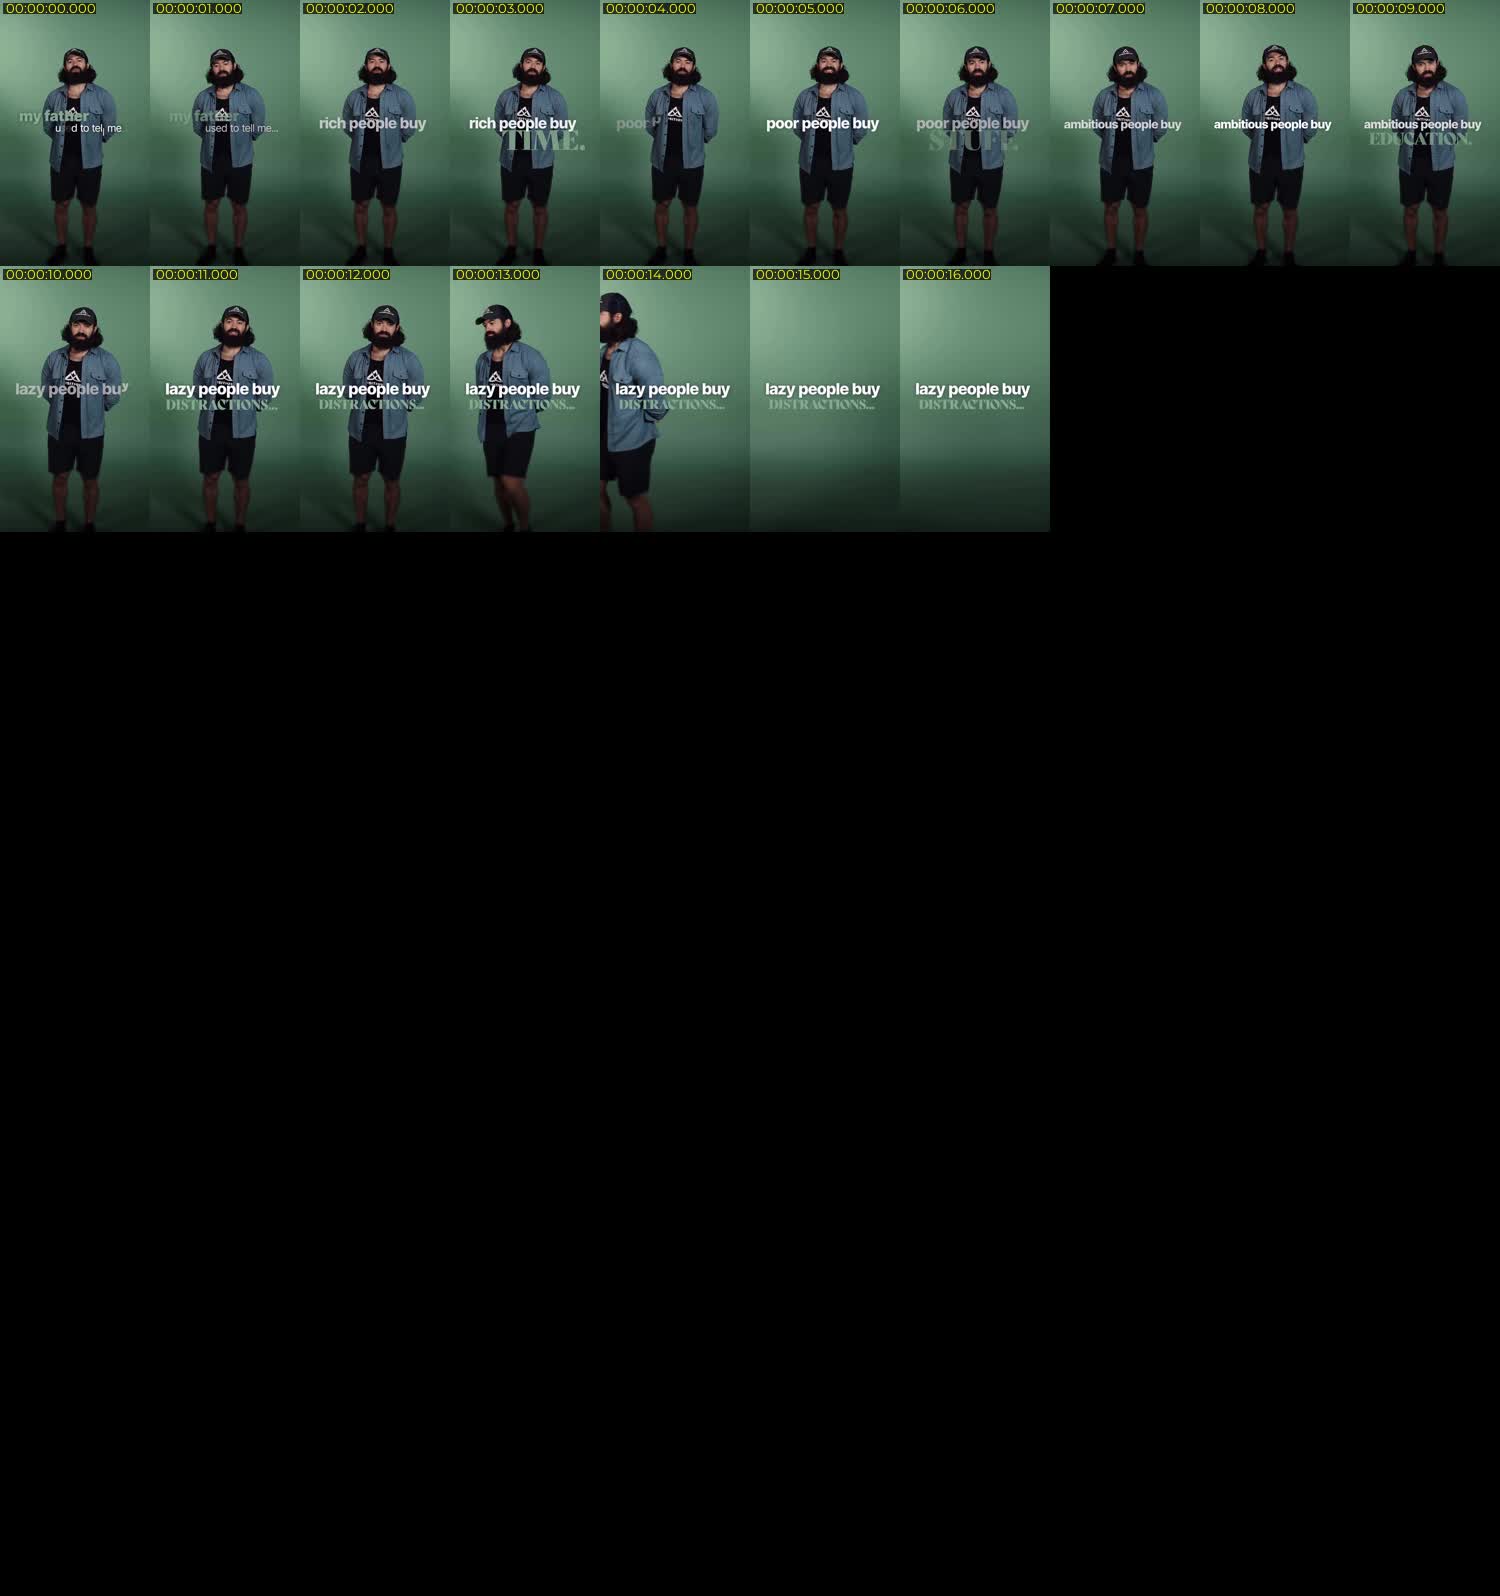 00:00:00.000
my father
used to tell me
00:00:01.000
my father
used to tell me...
00:00:02.000
rich people buy
00:00:03.000
rich people buy
TIME.
00:00:04.000
poor
00:00:05.000
poor people buy
00:00:06.000
poor people buy
STUFF.
00:00:07.000
ambitious people buy
00:00:08.000
ambitious people buy
00:00:09.000
ambitious people buy
EDUCATION.
00:00:10.000
lazy people buy
00:00:11.000
lazy people buy
DISTRACTIONS...
00:00:12.000
lazy people buy
DISTRACTIONS...
00:00:13.000
lazy people buy
DISTRACTIONS...
00:00:14.000
lazy people buy
DISTRACTIONS...
00:00:15.000
lazy people buy
DISTRACTIONS...
00:00:16.000
lazy people buy
DISTRACTIONS...